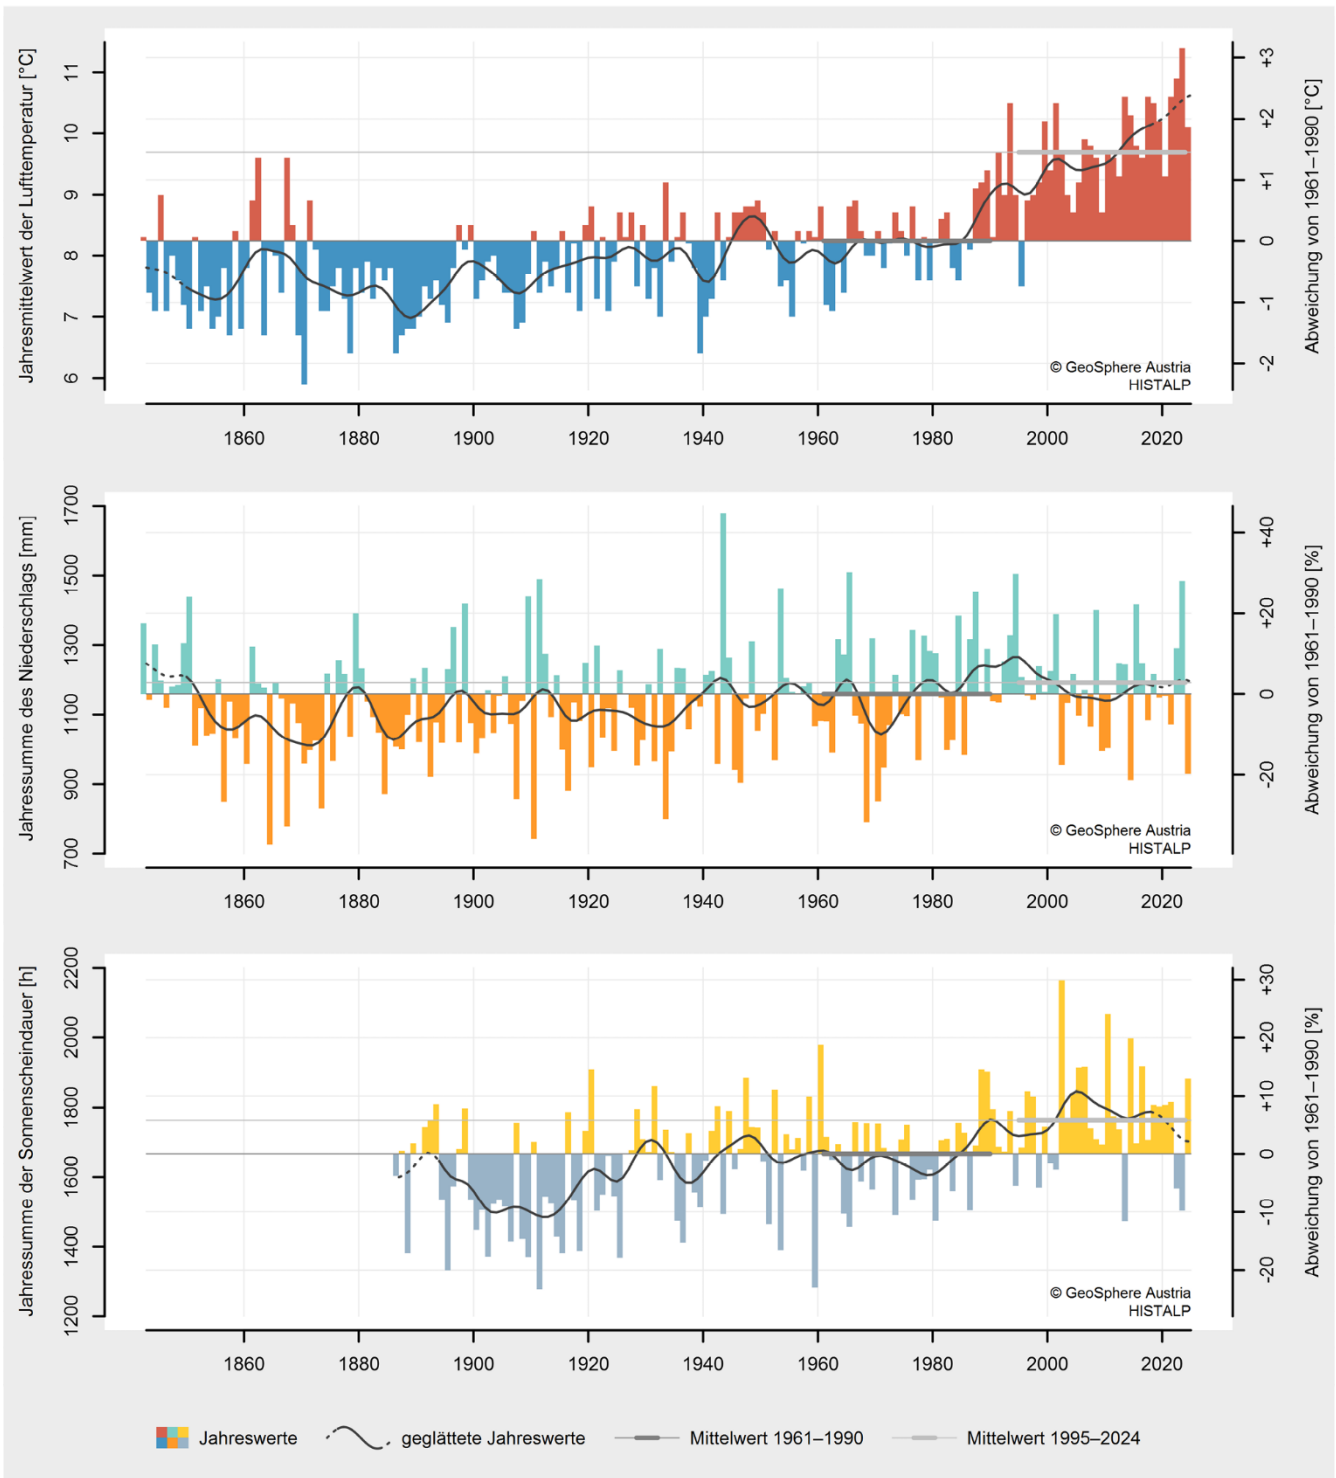 Jahresmittelwert der Lufttemperatur [°C]
11
10
9
8
7
6
+3
+2
+1
0
-1
-2
Abweichung von 1961–1990 [°C]
© GeoSphere Austria
HISTALP
1860 1880 1900 1920 1940 1960 1980 2000 2020
Jahressumme des Niederschlags [mm]
1700
1500
1300
1100
900
700
+40
+20
0
-20
Abweichung von 1961–1990 [%]
© GeoSphere Austria
HISTALP
1860 1880 1900 1920 1940 1960 1980 2000 2020
Jahressumme der Sonnenscheindauer [h]
2200
2000
1800
1600
1400
1200
+30
+20
+10
0
-10
-20
Abweichung von 1961–1990 [%]
© GeoSphere Austria
HISTALP
1860 1880 1900 1920 1940 1960 1980 2000 2020
Jahreswerte geglättete Jahreswerte Mittelwert 1961–1990 Mittelwert 1995–2024